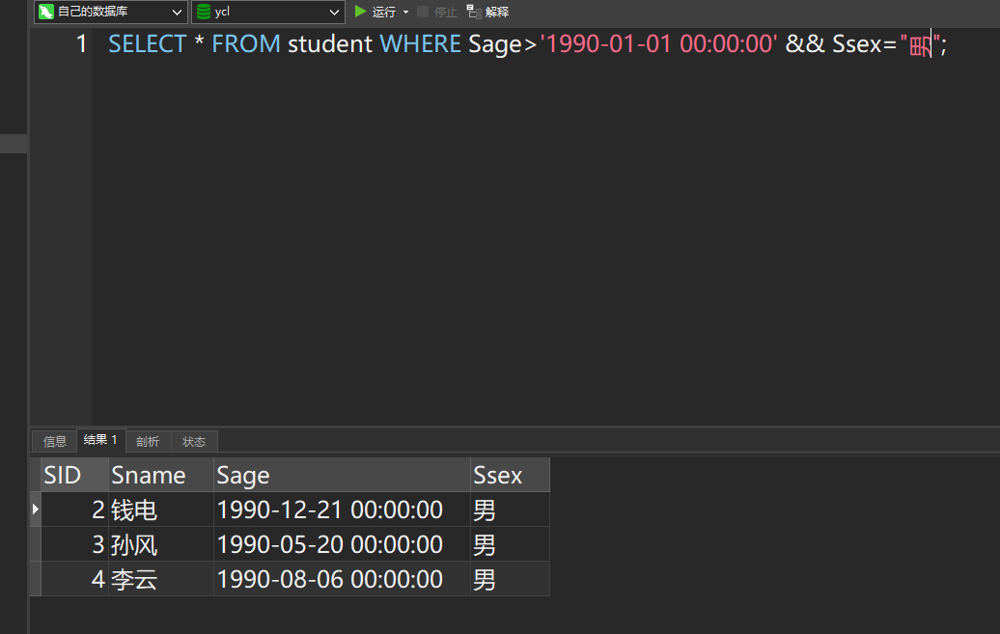 自己的数据库 ycl 运行 停止 解释
1 SELECT * FROM student WHERE Sage>'1990-01-01 00:00:00' && Ssex="男";
信息 结果 1 剖析 状态
SID Sname Sage Ssex
2 钱电 1990-12-21 00:00:00 男
3 孙风 1990-05-20 00:00:00 男
4 李云 1990-08-06 00:00:00 男